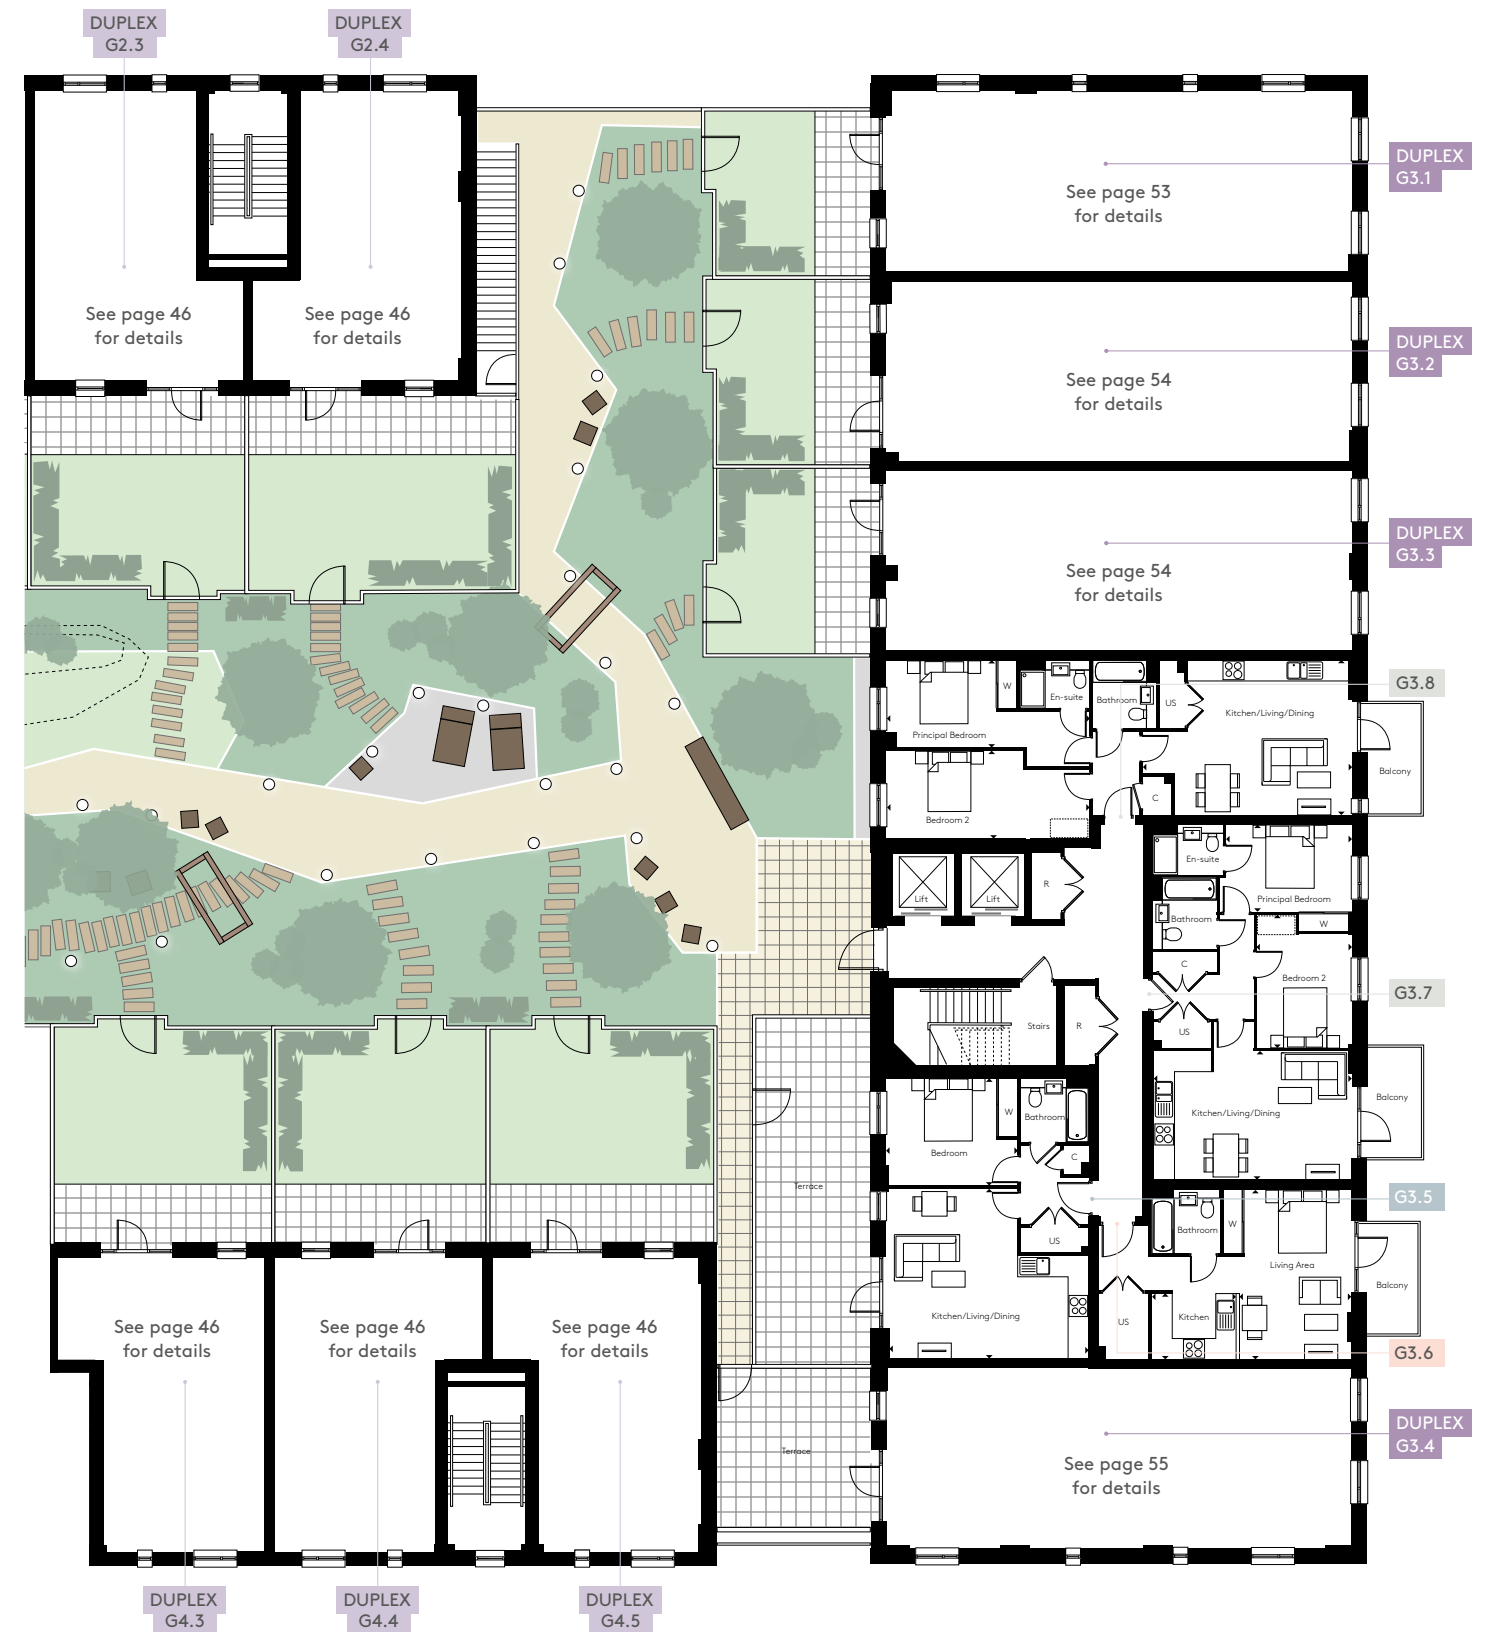 DUPLEX
G2.3
DUPLEX
G2.4
See page 46
for details
See page 46
for details
See page 53
for details
DUPLEX
G3.1
See page 54
for details
DUPLEX
G3.2
See page 54
for details
DUPLEX
G3.3
Principal Bedroom
W
En-suite
Bathroom
US
Kitchen/Living/Dining
G3.8
Balcony
C
Bedroom 2
Lift
Lift
R
En-suite
Principal Bedroom
Bathroom
W
C
Bedroom 2
G3.7
Stairs
R
US
Balcony
Kitchen/Living/Dining
Bedroom
W
Bathroom
C
Terrace
G3.5
US
Bathroom
W
Living Area
Balcony
Kitchen/Living/Dining
US
Kitchen
G3.6
Terrace
See page 55
for details
DUPLEX
G3.4
See page 46
for details
See page 46
for details
See page 46
for details
DUPLEX
G4.3
DUPLEX
G4.4
DUPLEX
G4.5